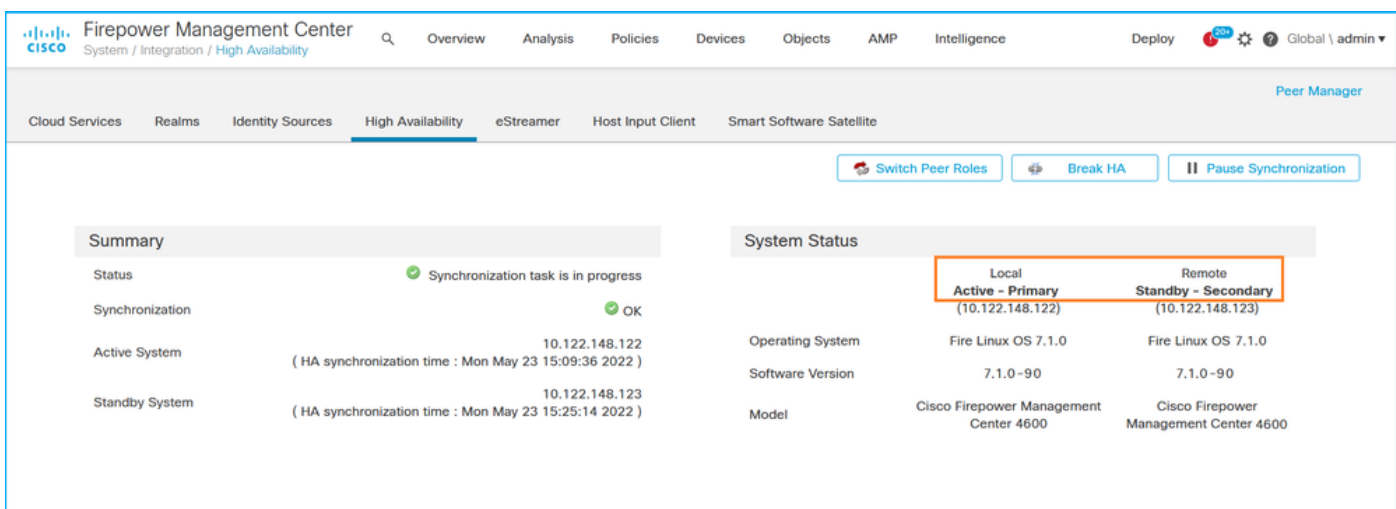 Firepower Management Center
CISCO
System / Integration / High Availability
Overview Analysis Policies Devices Objects AMP Intelligence
Deploy 20+ Global \ admin
Peer Manager
Cloud Services Realms Identity Sources High Availability eStreamer Host Input Client Smart Software Satellite
Switch Peer Roles Break HA Pause Synchronization
Summary
Status Synchronization task is in progress
Synchronization OK
Active System 10.122.148.122
( HA synchronization time : Mon May 23 15:09:36 2022 )
Standby System 10.122.148.123
( HA synchronization time : Mon May 23 15:25:14 2022 )
System Status
Local Remote
Active - Primary Standby - Secondary
(10.122.148.122) (10.122.148.123)
Operating System Fire Linux OS 7.1.0 Fire Linux OS 7.1.0
Software Version 7.1.0-90 7.1.0-90
Model Cisco Firepower Management Cisco Firepower
Center 4600 Management Center 4600